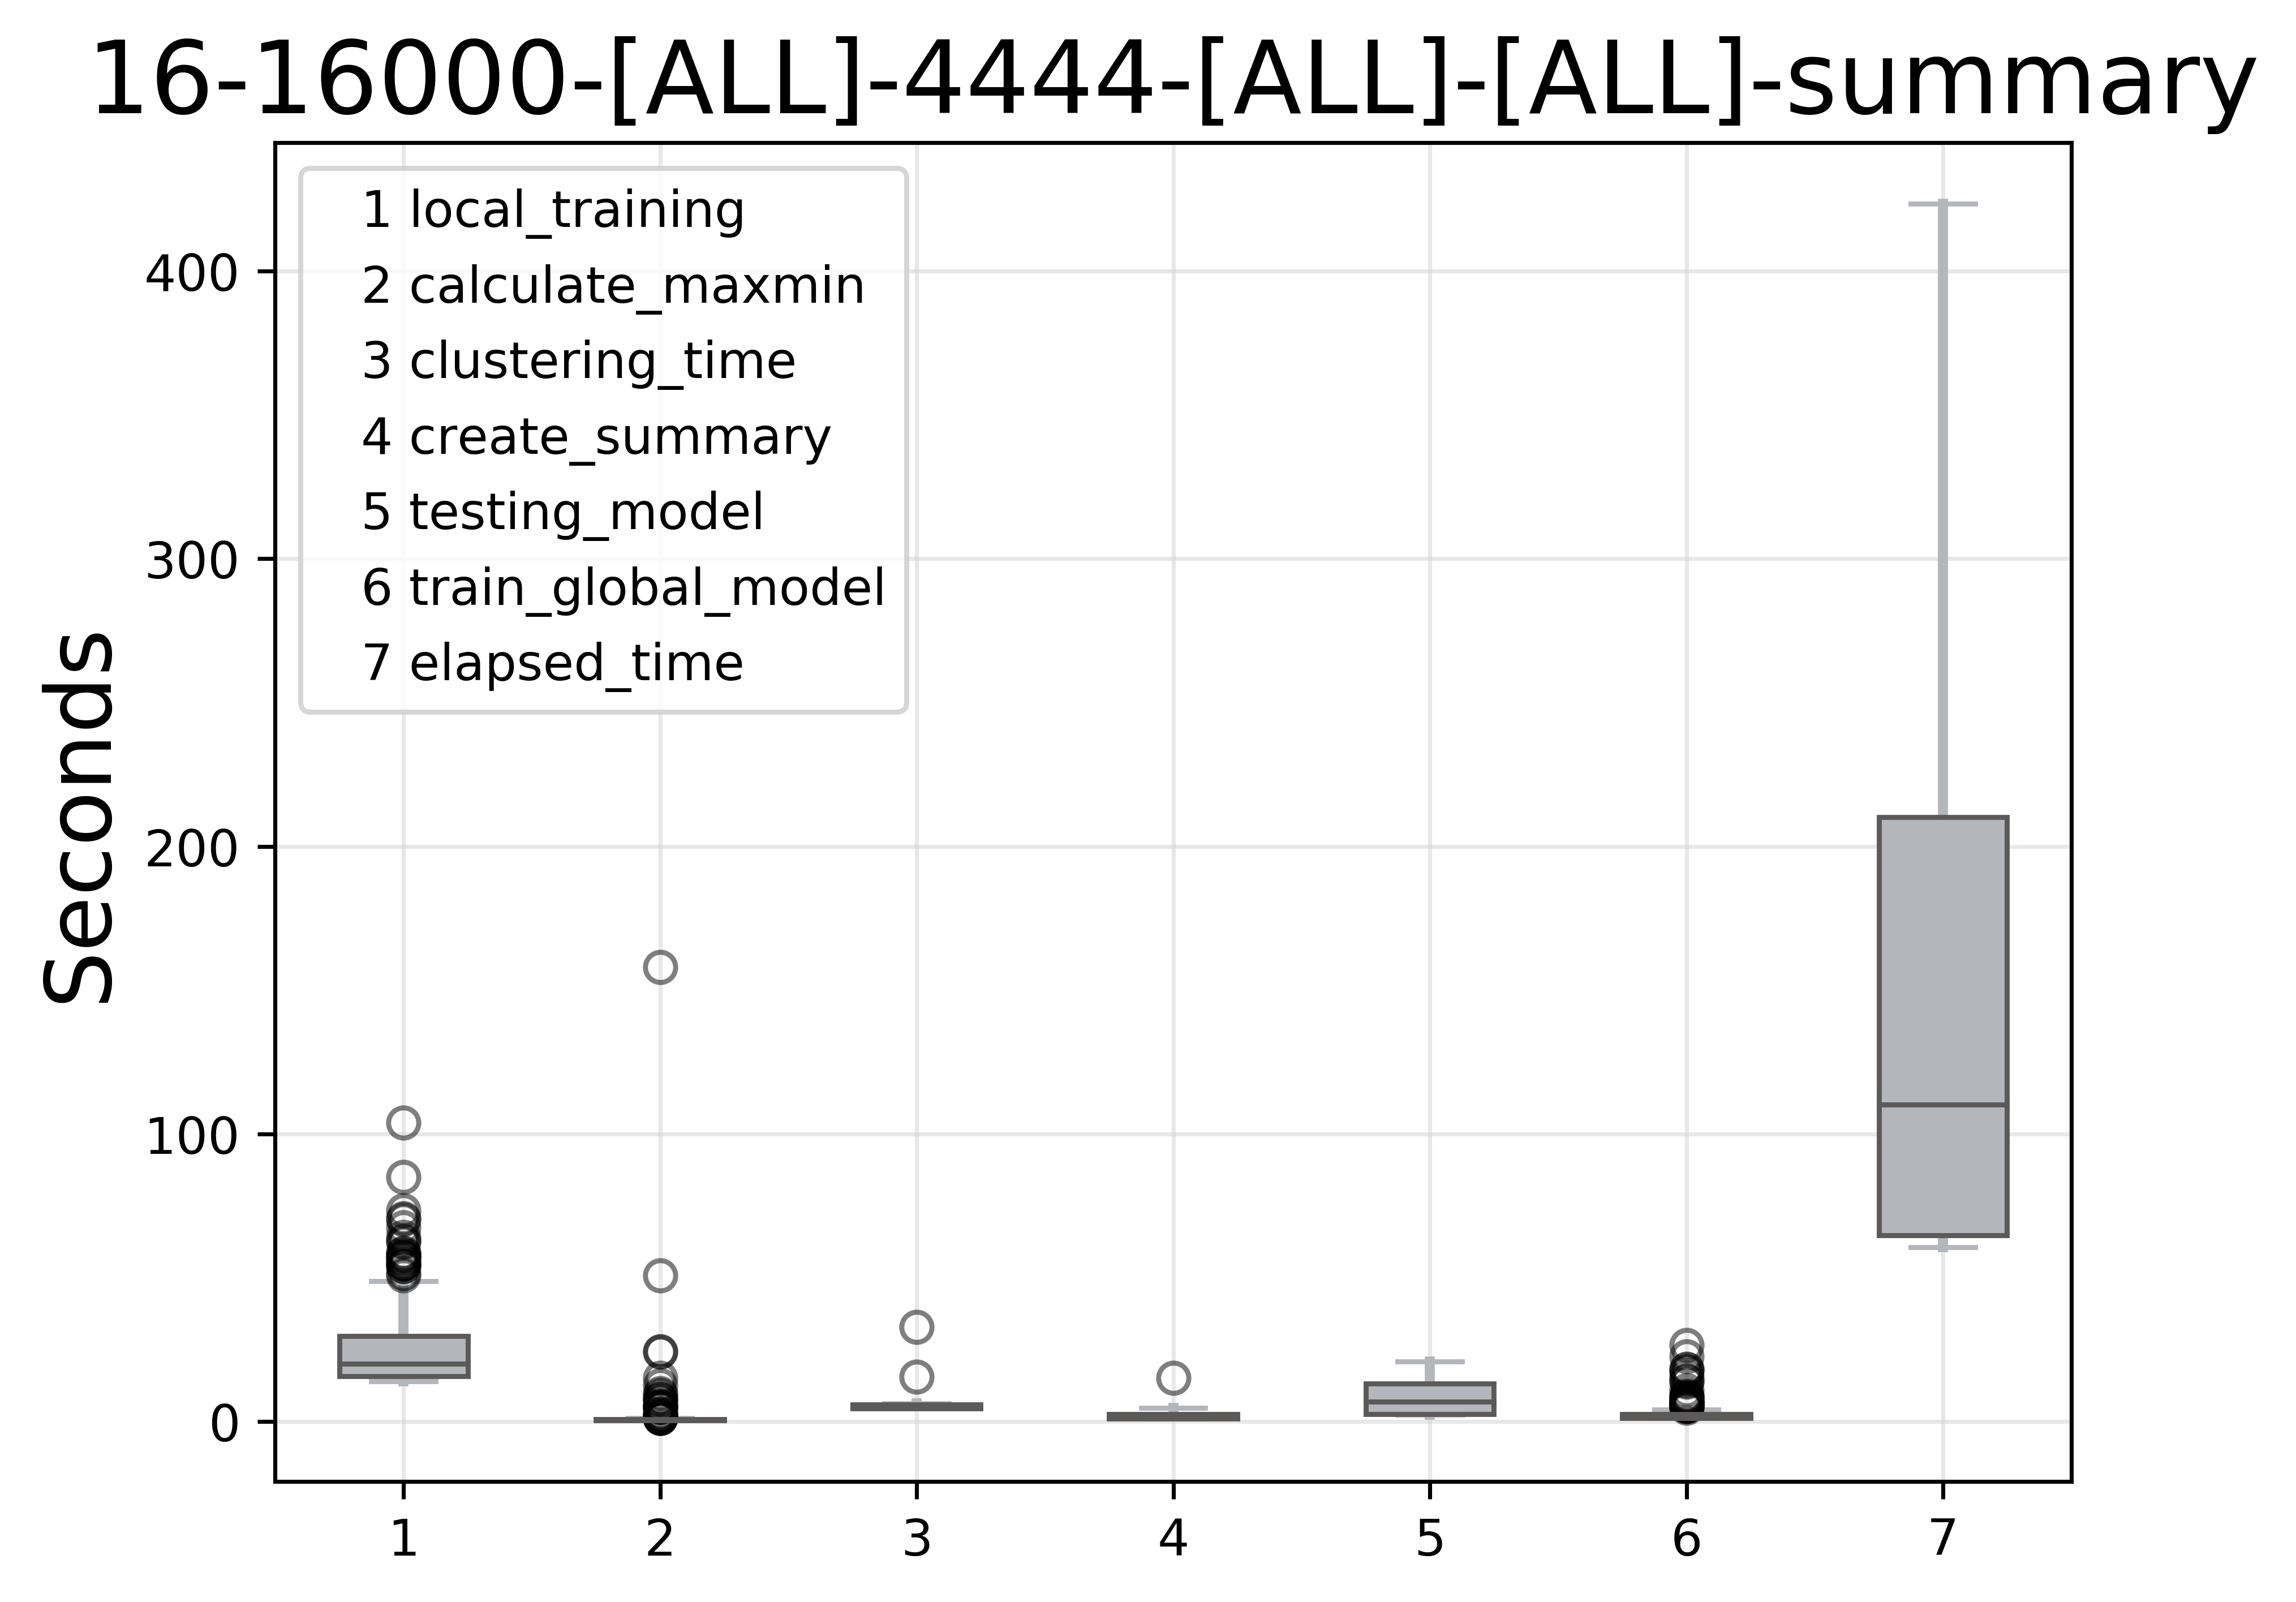 16-16000-[ALL]-4444-[ALL]-[ALL]-summary
1 local_training
2 calculate_maxmin
3 clustering_time
4 create_summary
5 testing_model
6 train_global_model
7 elapsed_time
Seconds
400
300
200
100
0
1 2 3 4 5 6 7